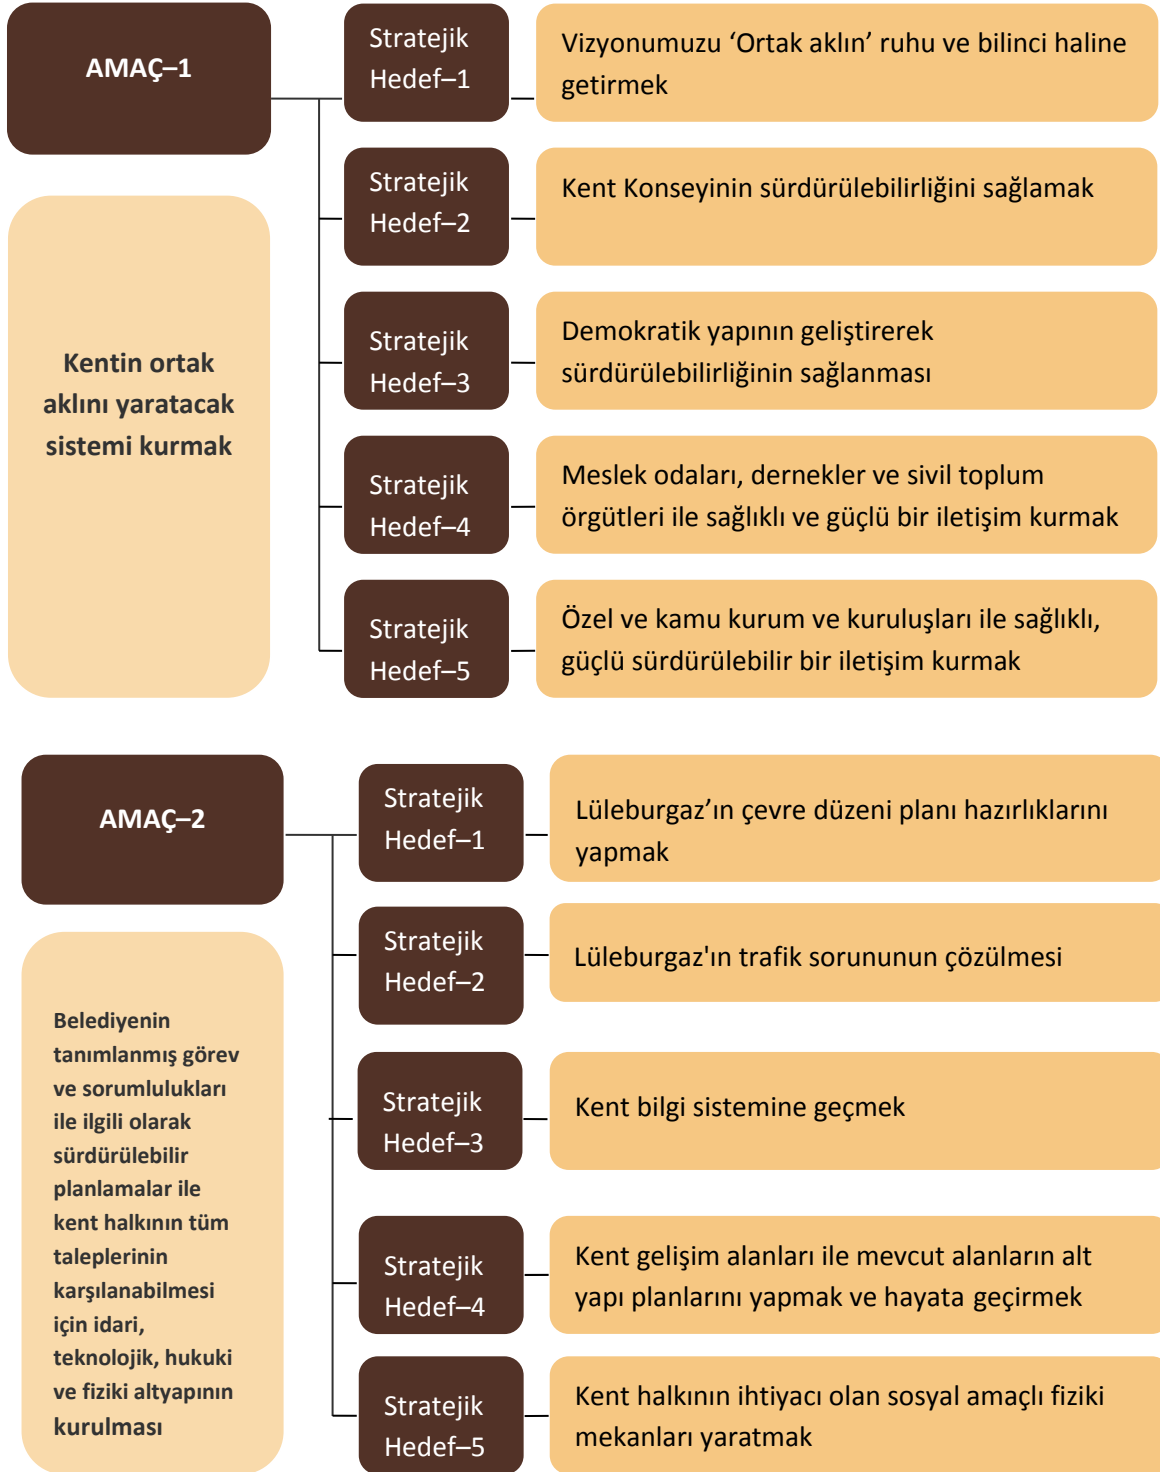 AMAÇ–1
Kentin ortak
aklını yaratacak
sistemi kurmak
Stratejik
Hedef–1
Vizyonumuzu ‘Ortak aklın’ ruhu ve bilinci haline
getirmek
Stratejik
Hedef–2
Kent Konseyinin sürdürülebilirliğini sağlamak
Stratejik
Hedef–3
Demokratik yapının geliştirerek
sürdürülebilirliğinin sağlanması
Stratejik
Hedef–4
Meslek odaları, dernekler ve sivil toplum
örgütleri ile sağlıklı ve güçlü bir iletişim kurmak
Stratejik
Hedef–5
Özel ve kamu kurum ve kuruluşları ile sağlıklı,
güçlü sürdürülebilir bir iletişim kurmak
AMAÇ–2
Belediyenin
tanımlanmış görev
ve sorumlulukları
ile ilgili olarak
sürdürülebilir
planlamalar ile
kent halkının tüm
taleplerinin
karşılanabilmesi
için idari,
teknolojik, hukuki
ve fiziki altyapının
kurulması
Stratejik
Hedef–1
Lüleburgaz’ın çevre düzeni planı hazırlıklarını
yapmak
Stratejik
Hedef–2
Lüleburgaz'ın trafik sorununun çözülmesi
Stratejik
Hedef–3
Kent bilgi sistemine geçmek
Stratejik
Hedef–4
Kent gelişim alanları ile mevcut alanların alt
yapı planlarını yapmak ve hayata geçirmek
Stratejik
Hedef–5
Kent halkının ihtiyacı olan sosyal amaçlı fiziki
mekanları yaratmak